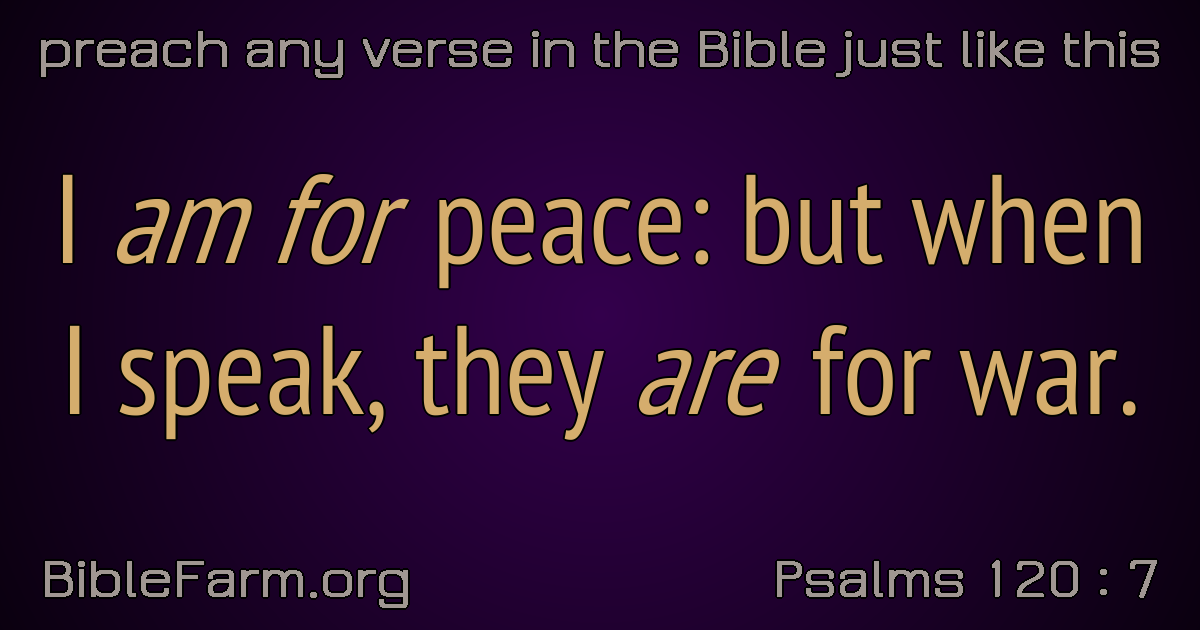 preach any verse in the Bible just like this
I am for peace: but when
I speak, they are for war.
BibleFarm.org
Psalms 120 : 7